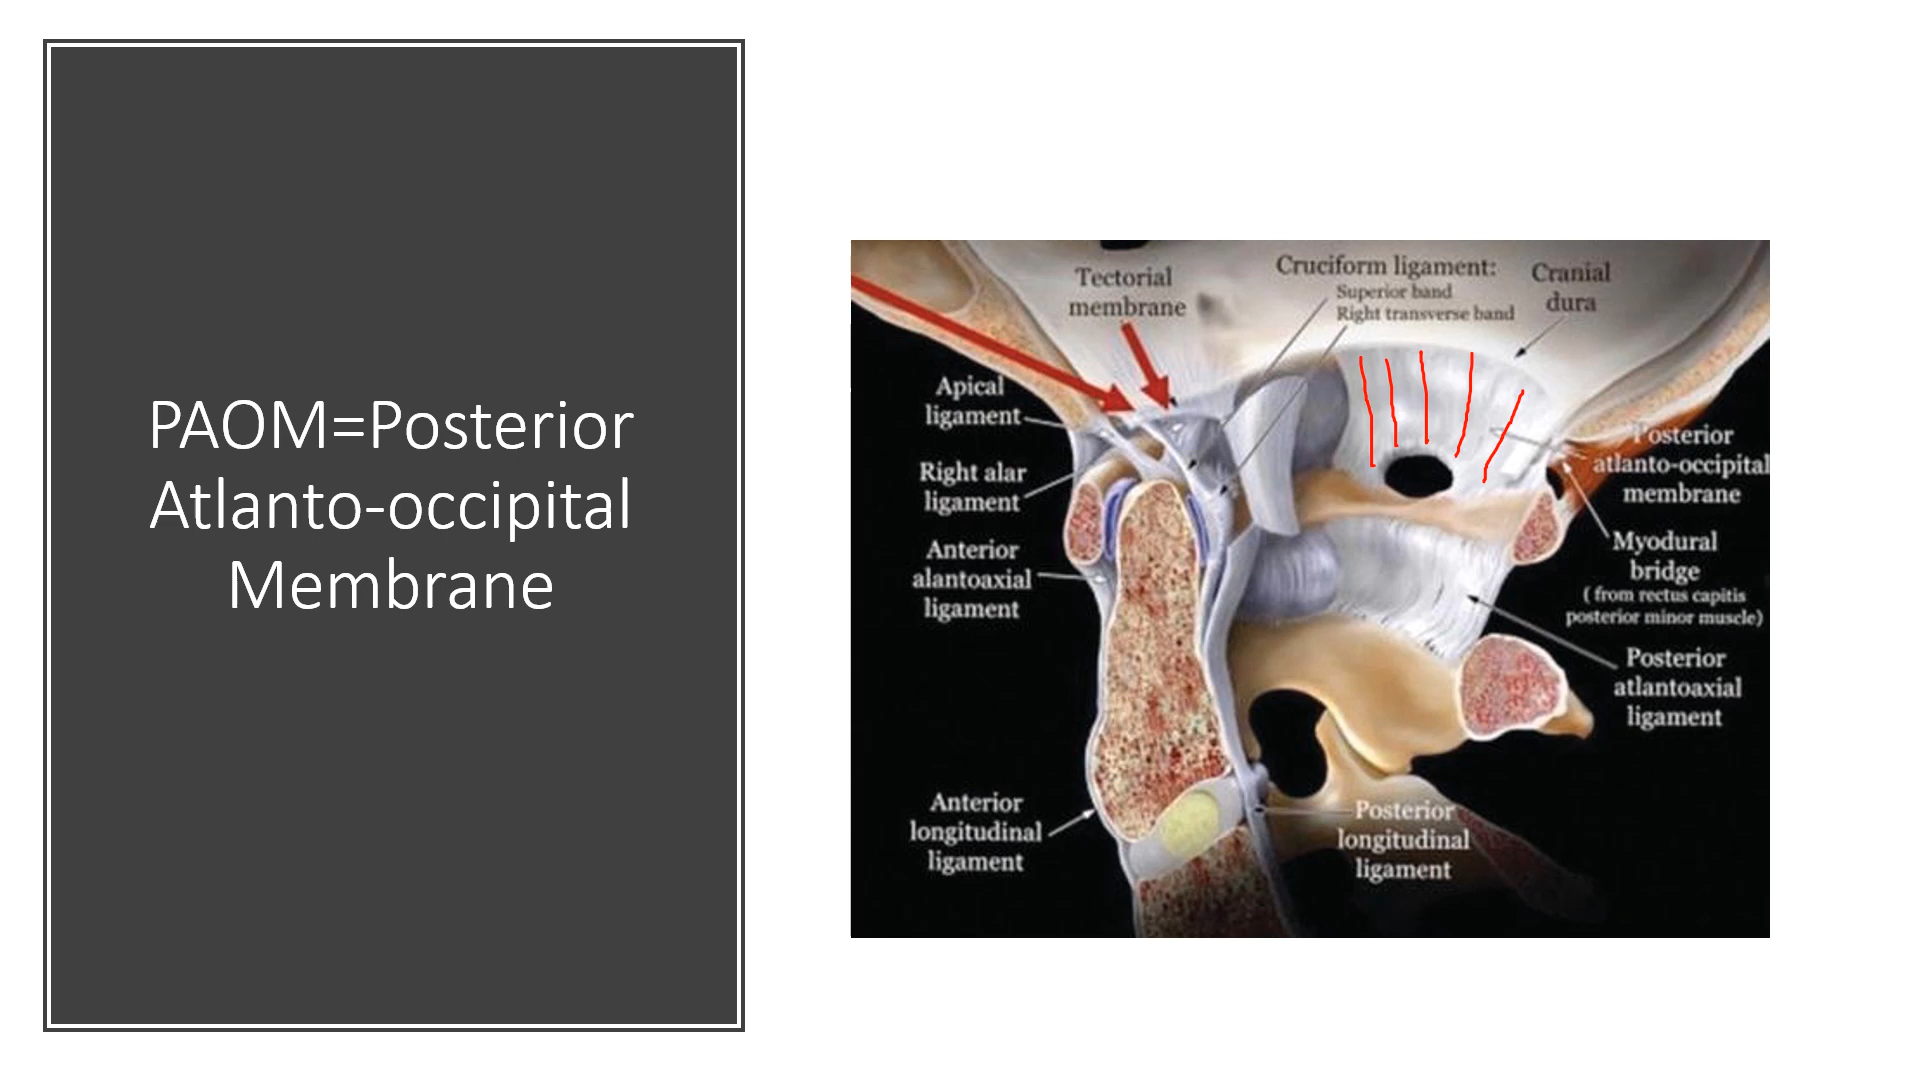 PAOM=Posterior
Atlanto-occipital
Membrane
Tectorial
membrane
Cruciform ligament:
Superior band
Right transverse band
Cranial
dura
Apical
ligament
Right alar
ligament
Anterior
alantoaxial
ligament
Anterior
longitudinal
ligament
Posterior
atlanto-occipital
membrane
Myodural
bridge
( from rectus capitis
posterior minor muscle)
Posterior
atlantoaxial
ligament
Posterior
longitudinal
ligament